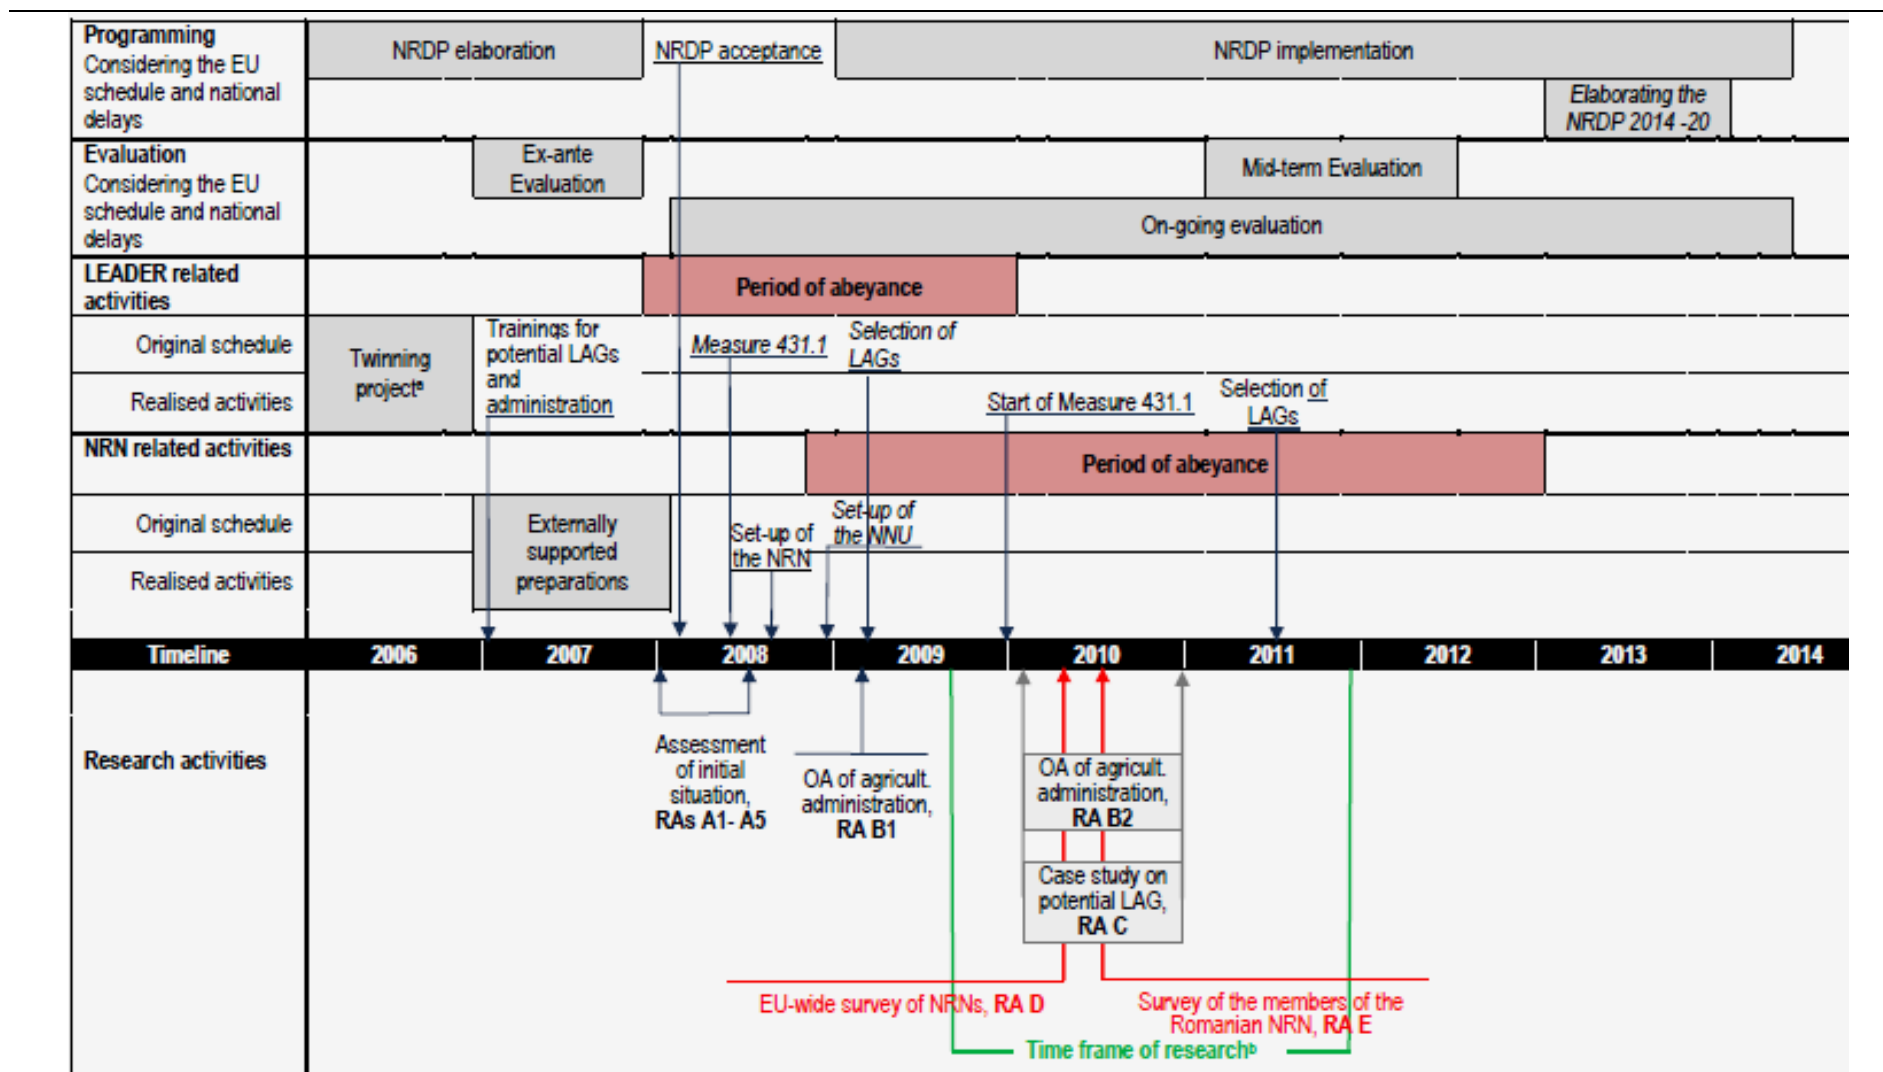 Programming
Considering the EU
schedule and national
delays
NRDP elaboration
NRDP acceptance
NRDP implementation
Elaborating the
NRDP 2014 -20
Evaluation
Considering the EU
schedule and national
delays
Ex-ante
Evaluation
Mid-term Evaluation
On-going evaluation
LEADER related
activities
Period of abeyance
Original schedule
Realised activities
Twinning
projectª
Trainings for
potential LAGs
and
administration
Measure 431.1
Selection of
LAGs
Start of Measure 431.1
Selection of
LAGs
NRN related activities
Period of abeyance
Original schedule
Realised activities
Externally
supported
preparations
Set-up of
the NRN
Set-up of
the NNU
Timeline 2006 2007 2008 2009 2010 2011 2012 2013 2014
Research activities
Assessment
of initial
situation,
RAs A1- A5
OA of agricult.
administration,
RA B1
OA of agricult.
administration,
RA B2
Case study on
potential LAG,
RA C
EU-wide survey of NRNs, RA D
Survey of the members of the
Romanian NRN, RA E
Time frame of researchᵇ